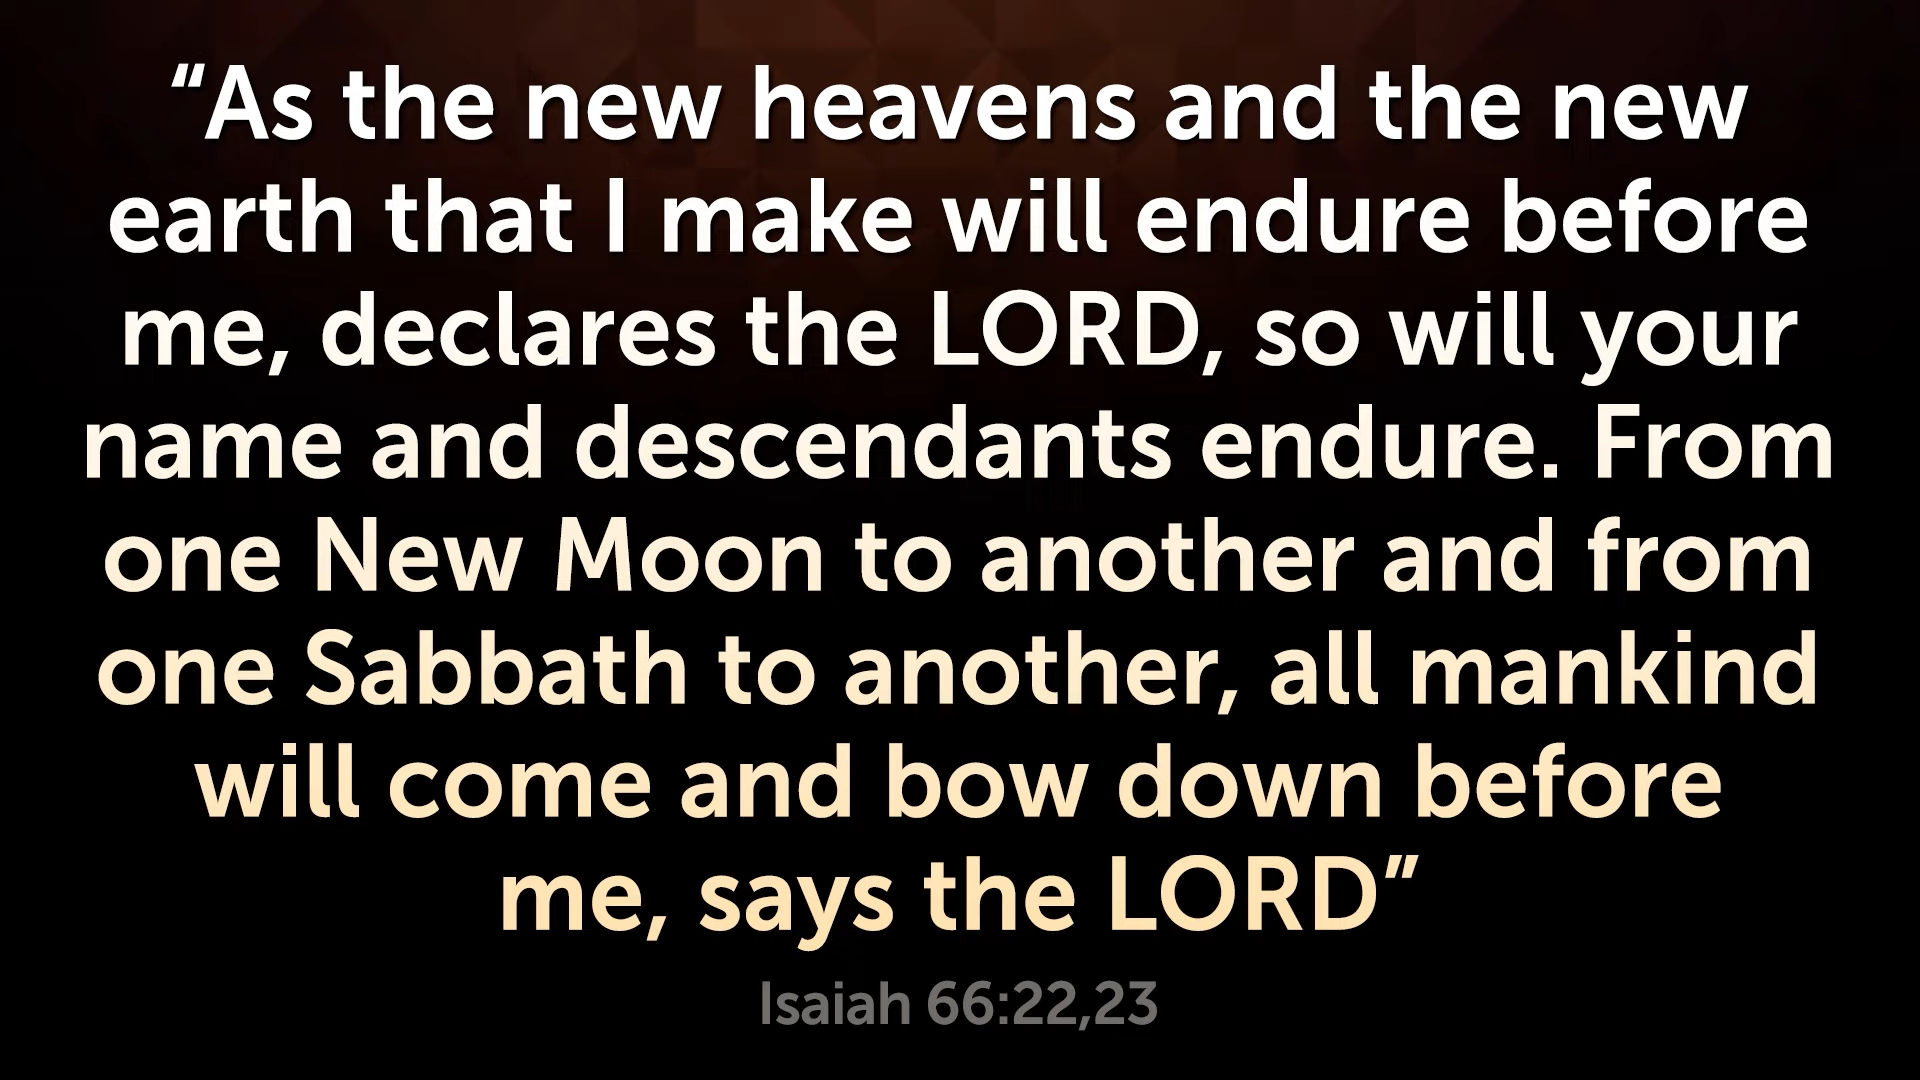 “As the new heavens and the new
earth that I make will endure before
me, declares the LORD, so will your
name and descendants endure. From
one New Moon to another and from
one Sabbath to another, all mankind
will come and bow down before
me, says the LORD”
Isaiah 66:22,23